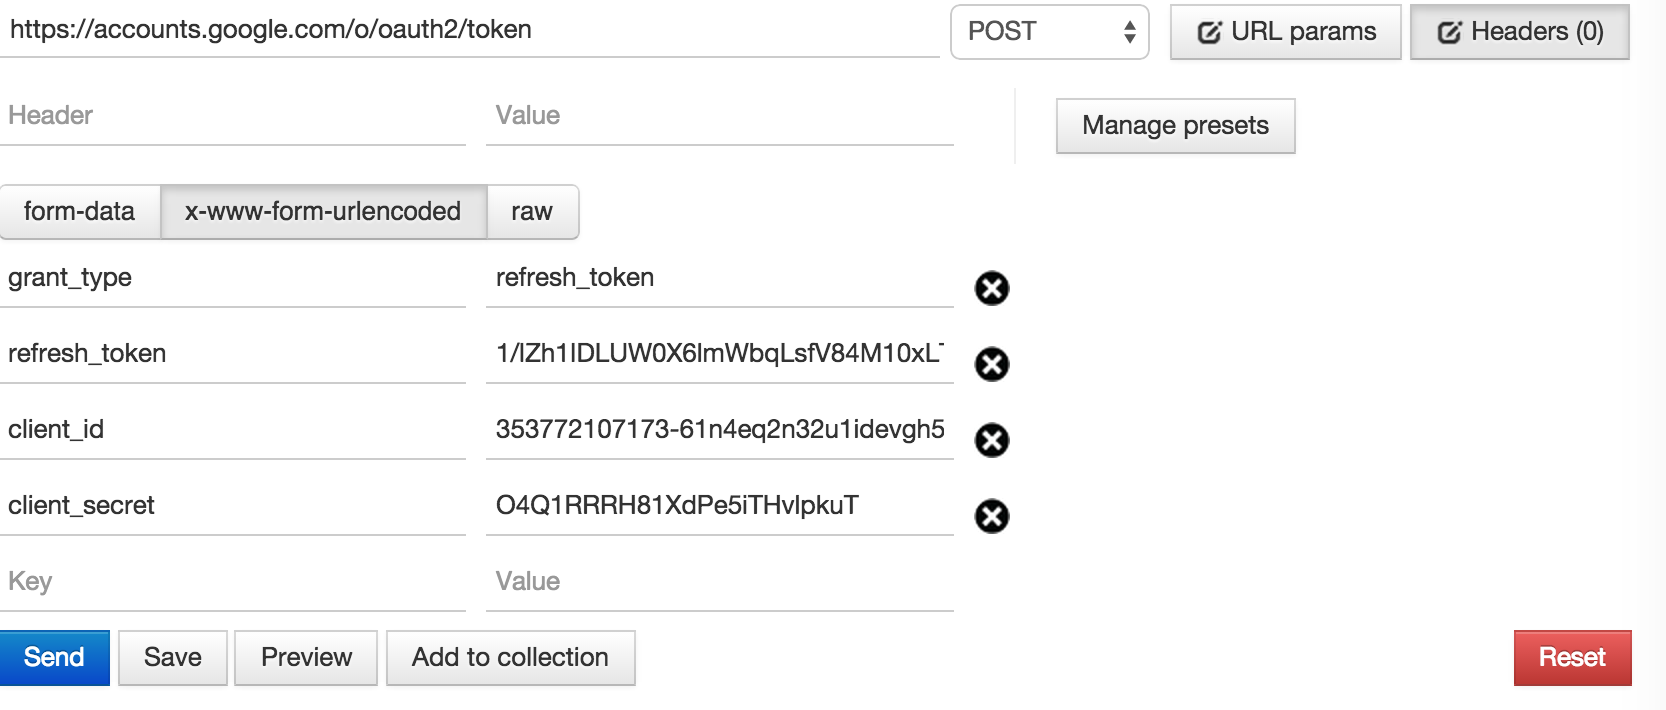 https://accounts.google.com/o/oauth2/token POST URL params Headers (0)
Header Value Manage presets
form-data x-www-form-urlencoded raw
grant_type refresh_token
refresh_token 1/lZh1IDLUW0X6lmWbqLsfV84M10xL
client_id 353772107173-61n4eq2n32u1idevgh5
client_secret O4Q1RRRH81XdPe5iTHvlpkuT
Key Value
Send Save Preview Add to collection Reset